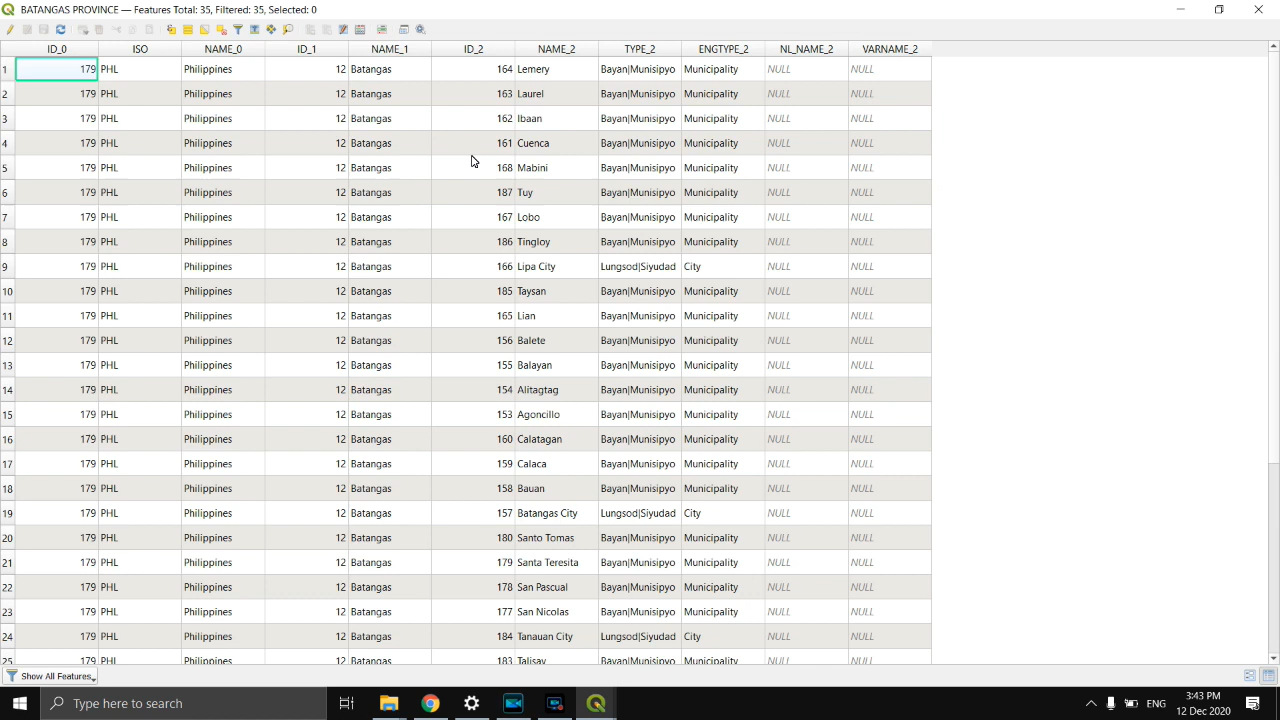 BATANGAS PROVINCE — Features Total: 35, Filtered: 35, Selected: 0
ID_0 ISO NAME_0 ID_1 NAME_1 ID_2 NAME_2 TYPE_2 ENGTYPE_2 NL_NAME_2 VARNAME_2
1 179 PHL Philippines 12 Batangas 164 Lemery Bayan|Munisipyo Municipality NULL NULL
2 179 PHL Philippines 12 Batangas 163 Laurel Bayan|Munisipyo Municipality NULL NULL
3 179 PHL Philippines 12 Batangas 162 Ibaan Bayan|Munisipyo Municipality NULL NULL
4 179 PHL Philippines 12 Batangas 161 Cuenca Bayan|Munisipyo Municipality NULL NULL
5 179 PHL Philippines 12 Batangas 168 Mabini Bayan|Munisipyo Municipality NULL NULL
6 179 PHL Philippines 12 Batangas 187 Tuy Bayan|Munisipyo Municipality NULL NULL
7 179 PHL Philippines 12 Batangas 167 Lobo Bayan|Munisipyo Municipality NULL NULL
8 179 PHL Philippines 12 Batangas 186 Tingloy Bayan|Munisipyo Municipality NULL NULL
9 179 PHL Philippines 12 Batangas 166 Lipa City Lungsod|Siyudad City NULL NULL
10 179 PHL Philippines 12 Batangas 185 Taysan Bayan|Munisipyo Municipality NULL NULL
11 179 PHL Philippines 12 Batangas 165 Lian Bayan|Munisipyo Municipality NULL NULL
12 179 PHL Philippines 12 Batangas 156 Balete Bayan|Munisipyo Municipality NULL NULL
13 179 PHL Philippines 12 Batangas 155 Balayan Bayan|Munisipyo Municipality NULL NULL
14 179 PHL Philippines 12 Batangas 154 Alitagtag Bayan|Munisipyo Municipality NULL NULL
15 179 PHL Philippines 12 Batangas 153 Agoncillo Bayan|Munisipyo Municipality NULL NULL
16 179 PHL Philippines 12 Batangas 160 Calatagan Bayan|Munisipyo Municipality NULL NULL
17 179 PHL Philippines 12 Batangas 159 Calaca Bayan|Munisipyo Municipality NULL NULL
18 179 PHL Philippines 12 Batangas 158 Bauan Bayan|Munisipyo Municipality NULL NULL
19 179 PHL Philippines 12 Batangas 157 Batangas City Lungsod|Siyudad City NULL NULL
20 179 PHL Philippines 12 Batangas 180 Santo Tomas Bayan|Munisipyo Municipality NULL NULL
21 179 PHL Philippines 12 Batangas 179 Santa Teresita Bayan|Munisipyo Municipality NULL NULL
22 179 PHL Philippines 12 Batangas 178 San Pascual Bayan|Munisipyo Municipality NULL NULL
23 179 PHL Philippines 12 Batangas 177 San Nicolas Bayan|Munisipyo Municipality NULL NULL
24 179 PHL Philippines 12 Batangas 184 Tanauan City Lungsod|Siyudad City NULL NULL
25 179 PHL Philippines 12 Batangas 183 Talisay Bayan|Munisipyo Municipality NULL NULL
Show All Features
Type here to search
ENG
3:43 PM
12 Dec 2020